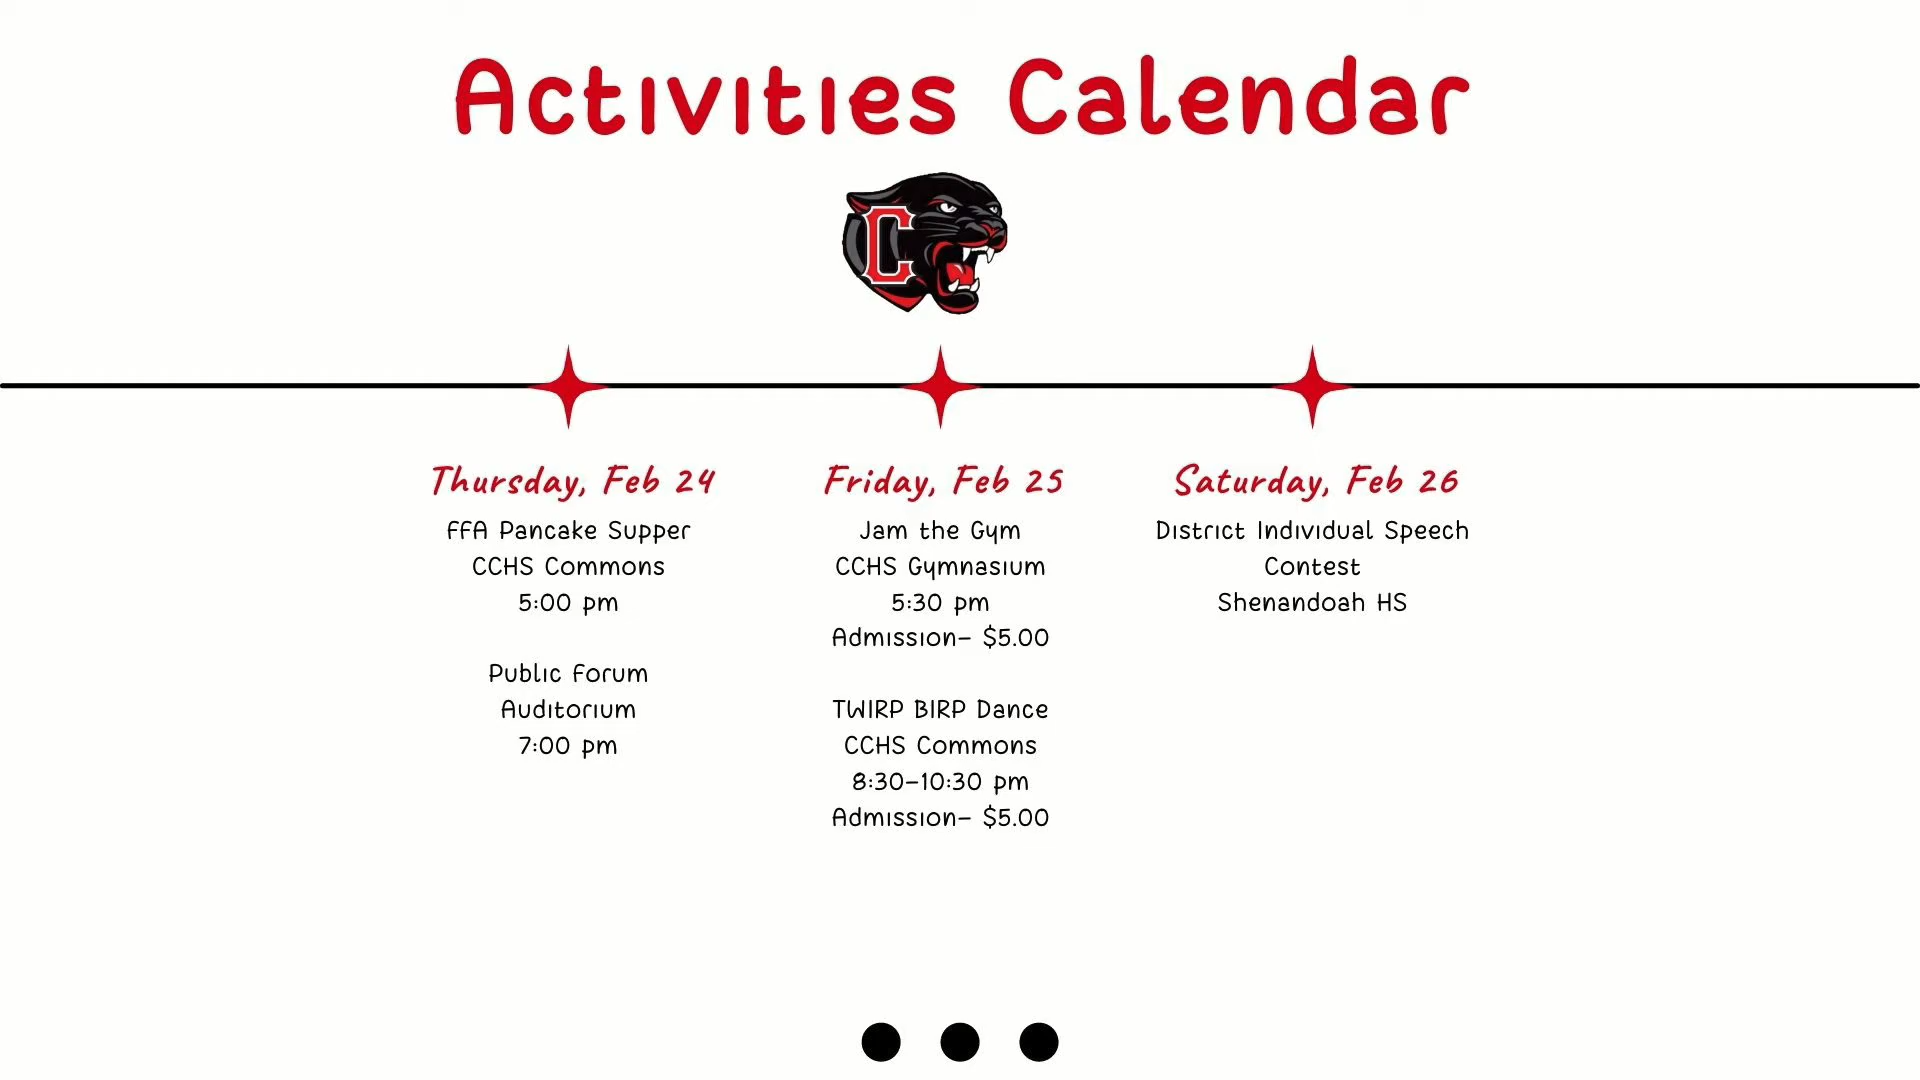 Activities Calendar
C
Thursday, Feb 24
FFA Pancake Supper
CCHS Commons
5:00 pm
Public Forum
Auditorium
7:00 pm
Friday, Feb 25
Jam the Gym
CCHS Gymnasium
5:30 pm
Admission- $5.00
TWIRP BIRP Dance
CCHS Commons
8:30-10:30 pm
Admission- $5.00
Saturday, Feb 26
District Individual Speech
Contest
Shenandoah HS